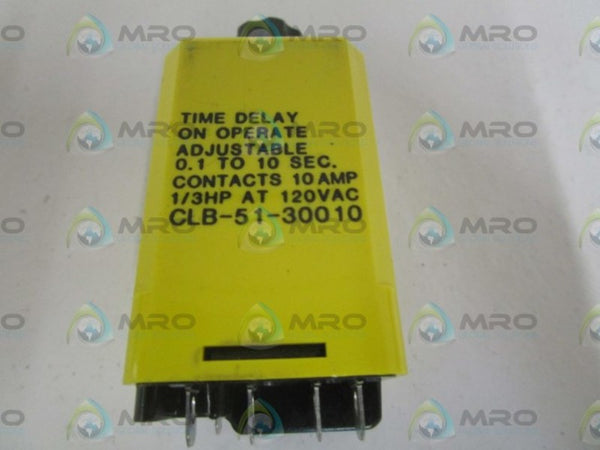 TIME DELAY
ON OPERATE
ADJUSTABLE
0.1 TO 10 SEC.
CONTACTS 10 AMP
1/3HP AT 120VAC
CLB-51-30010
MRO